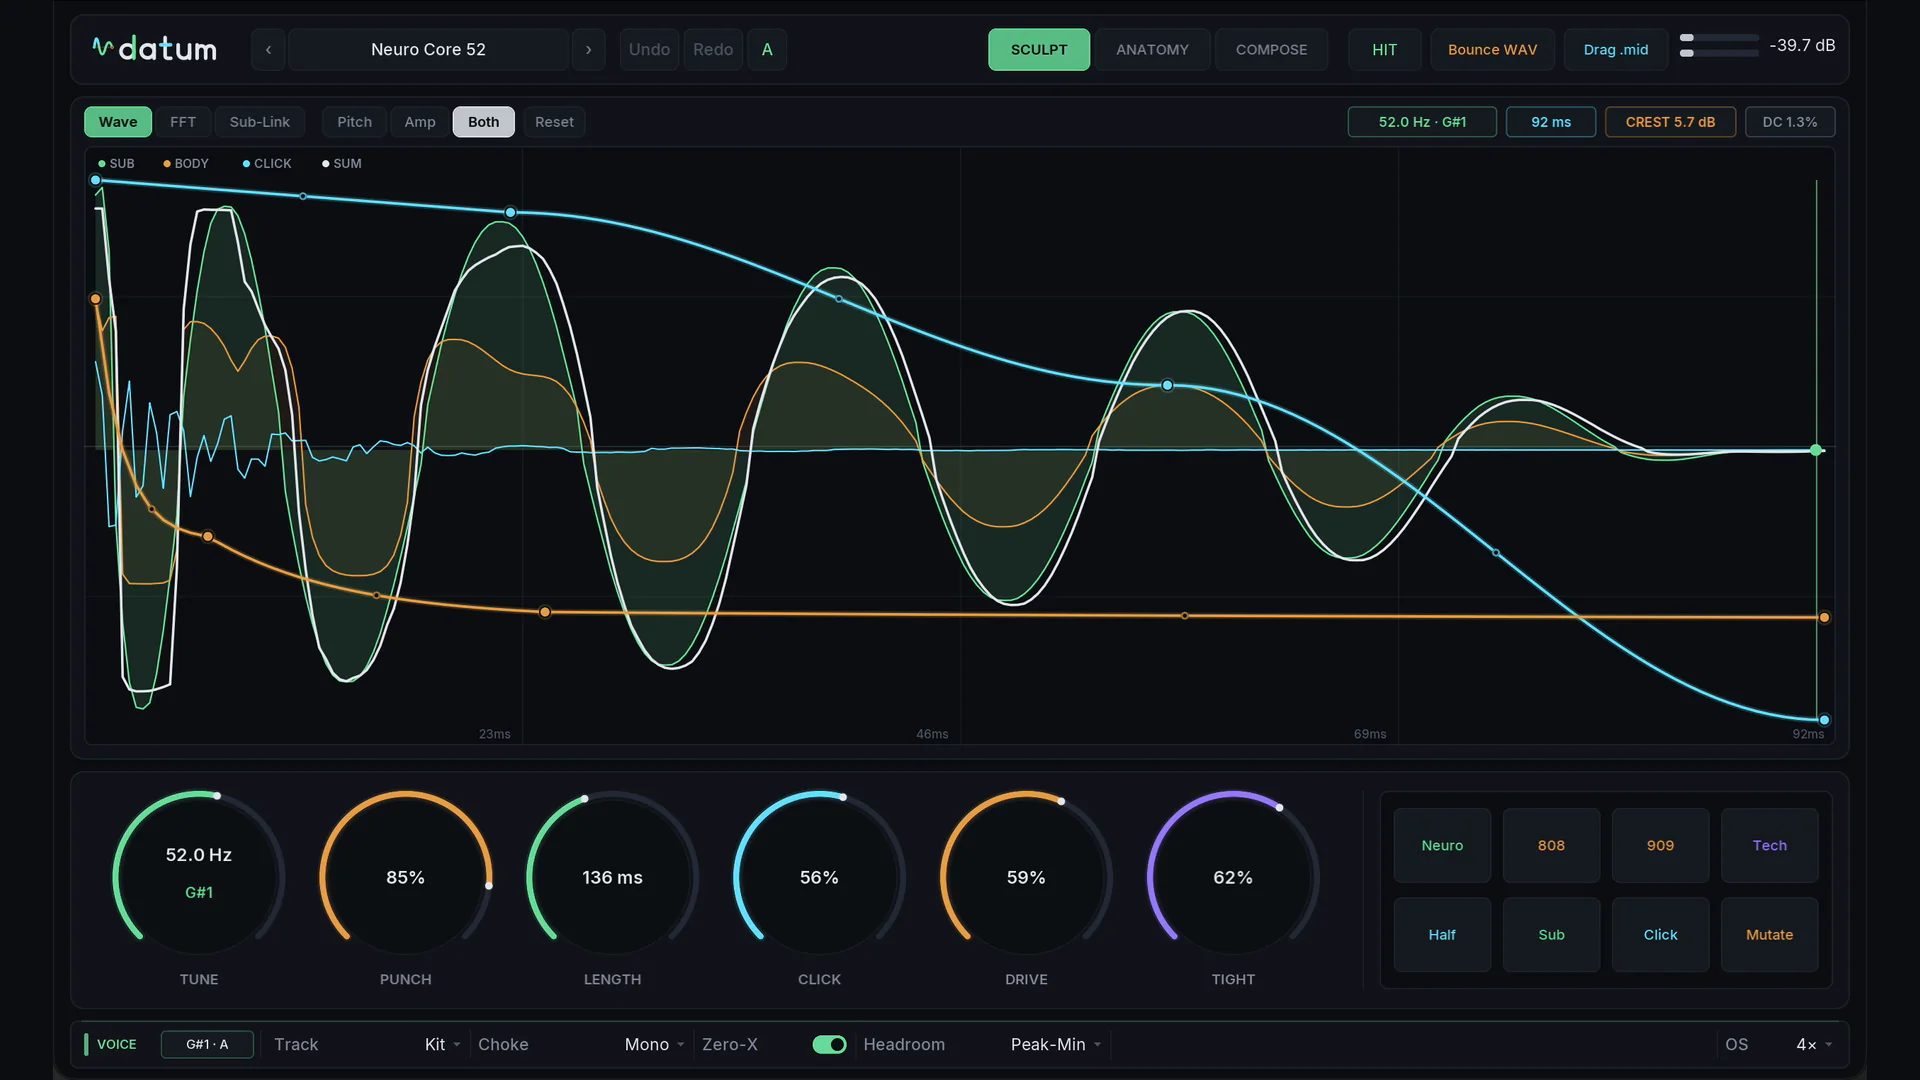 datum
‹ Neuro Core 52 › Undo Redo A SCULPT ANATOMY COMPOSE HIT Bounce WAV Drag .mid -39.7 dB
Wave FFT Sub-Link Pitch Amp Both Reset 52.0 Hz · G#1 92 ms CREST 5.7 dB DC 1.3%
SUB BODY CLICK SUM
23ms 46ms 69ms 92ms
52.0 Hz
G#1
85% 136 ms 56% 59% 62%
TUNE PUNCH LENGTH CLICK DRIVE TIGHT
Neuro 808 909 Tech
Half Sub Click Mutate
VOICE G#1 · A Track Kit Choke Mono Zero-X Headroom Peak-Min OS 4×